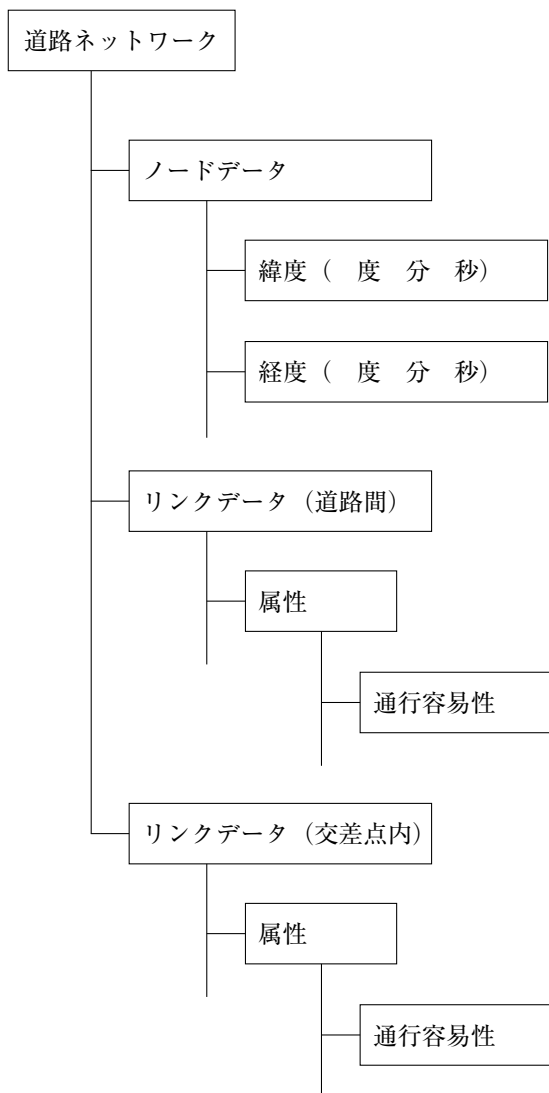 道路ネットワーク
ノードデータ
緯度（　度　分　秒）
経度（　度　分　秒）
リンクデータ（道路間）
属性
通行容易性
リンクデータ（交差点内）
属性
通行容易性